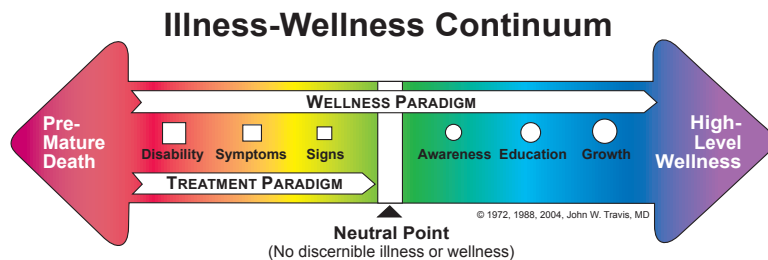 Illness-Wellness Continuum
WELLNESS PARADIGM
Pre-
Mature
Death
High-
Level
Wellness
Disability Symptoms Signs Awareness Education Growth
TREATMENT PARADIGM
© 1972, 1988, 2004, John W. Travis, MD
Neutral Point
(No discernible illness or wellness)